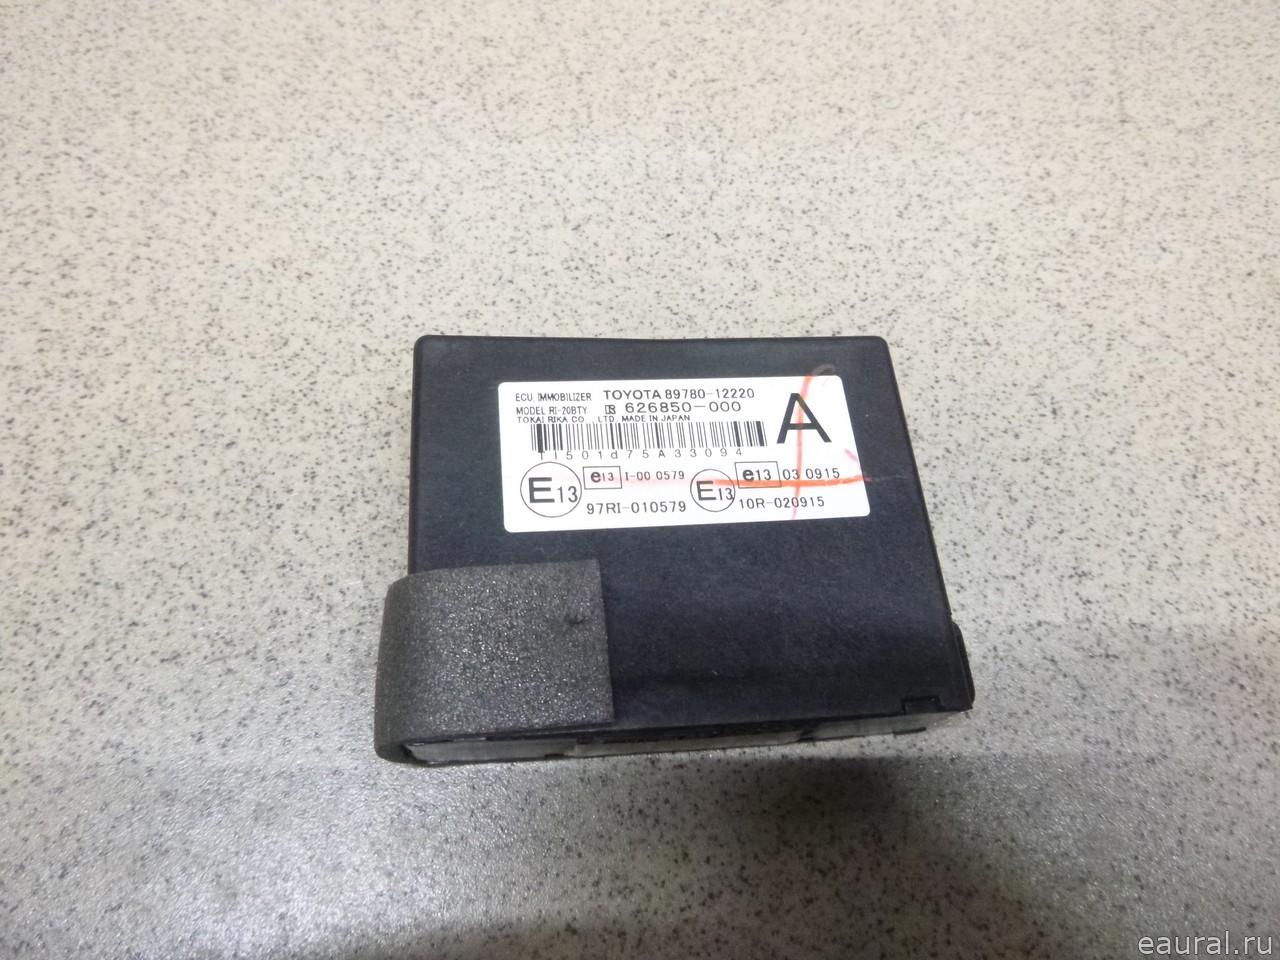 ECU, IMMOBILIZER TOYOTA 89780-12220
MODEL RI-20BTY 626850-000
TOKAI RIKA CO .,LTD. MADE IN JAPAN
A
T1501d75A33094
E13 e13 1-00 0579 E13 e13 03 0915
97RI-010579 10R-020915
eaural.ru